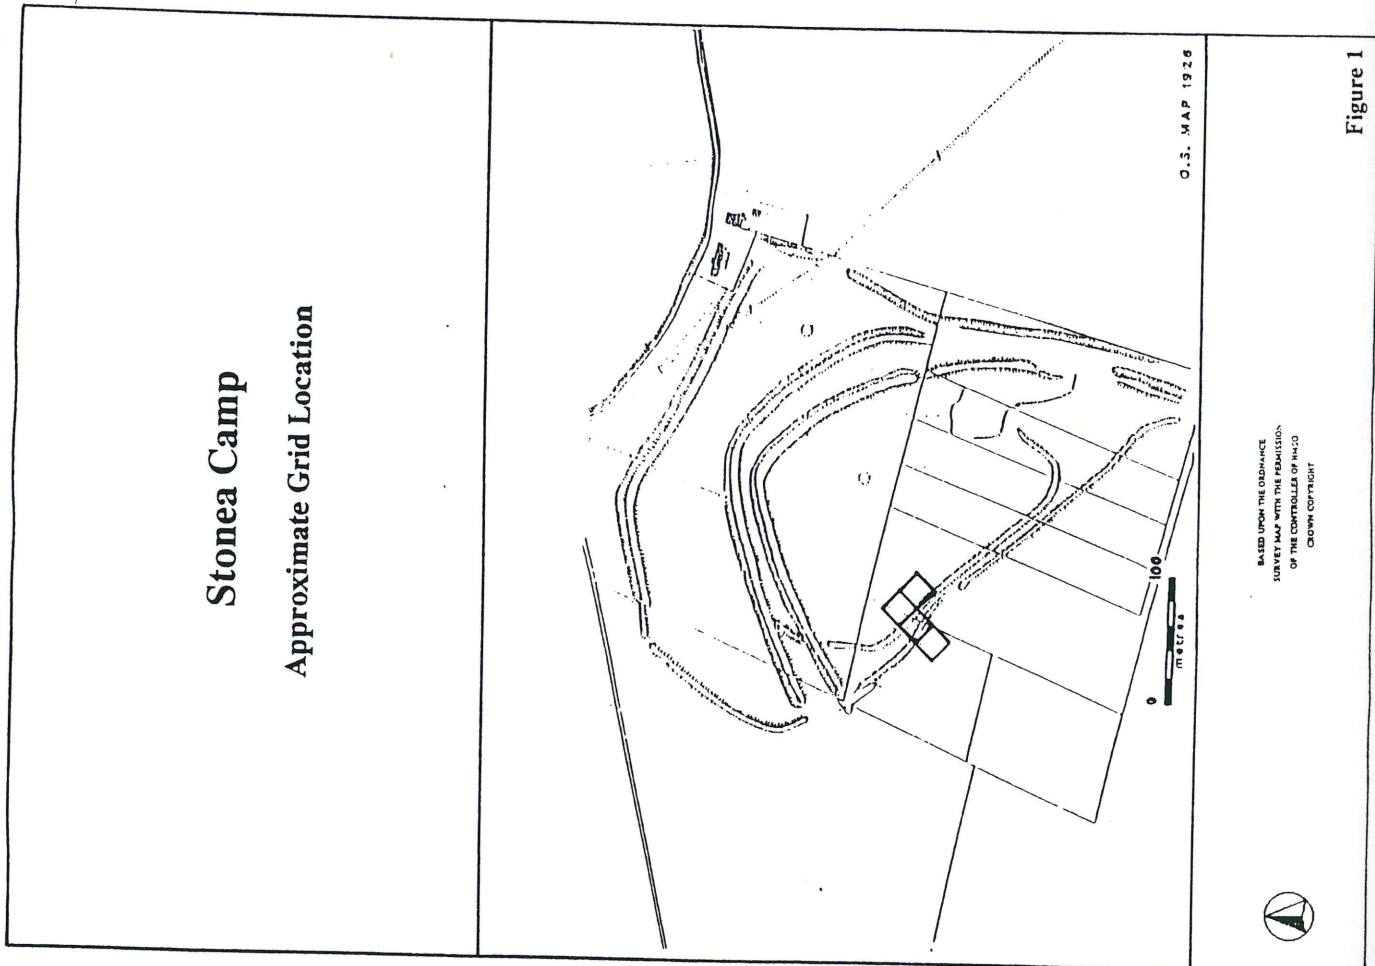 Stonea Camp
Approximate Grid Location
O.S. MAP 1926
0 100
metres
BASED UPON THE ORDNANCE
SURVEY MAP WITH THE PERMISSION
OF THE CONTROLLER OF HMSO
CROWN COPYRIGHT
Figure 1